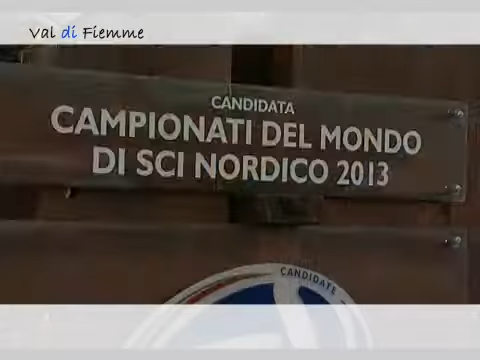 Val di Fiemme
CANDIDATA
CAMPIONATI DEL MONDO
DI SCI NORDICO 2013
CANDIDATE